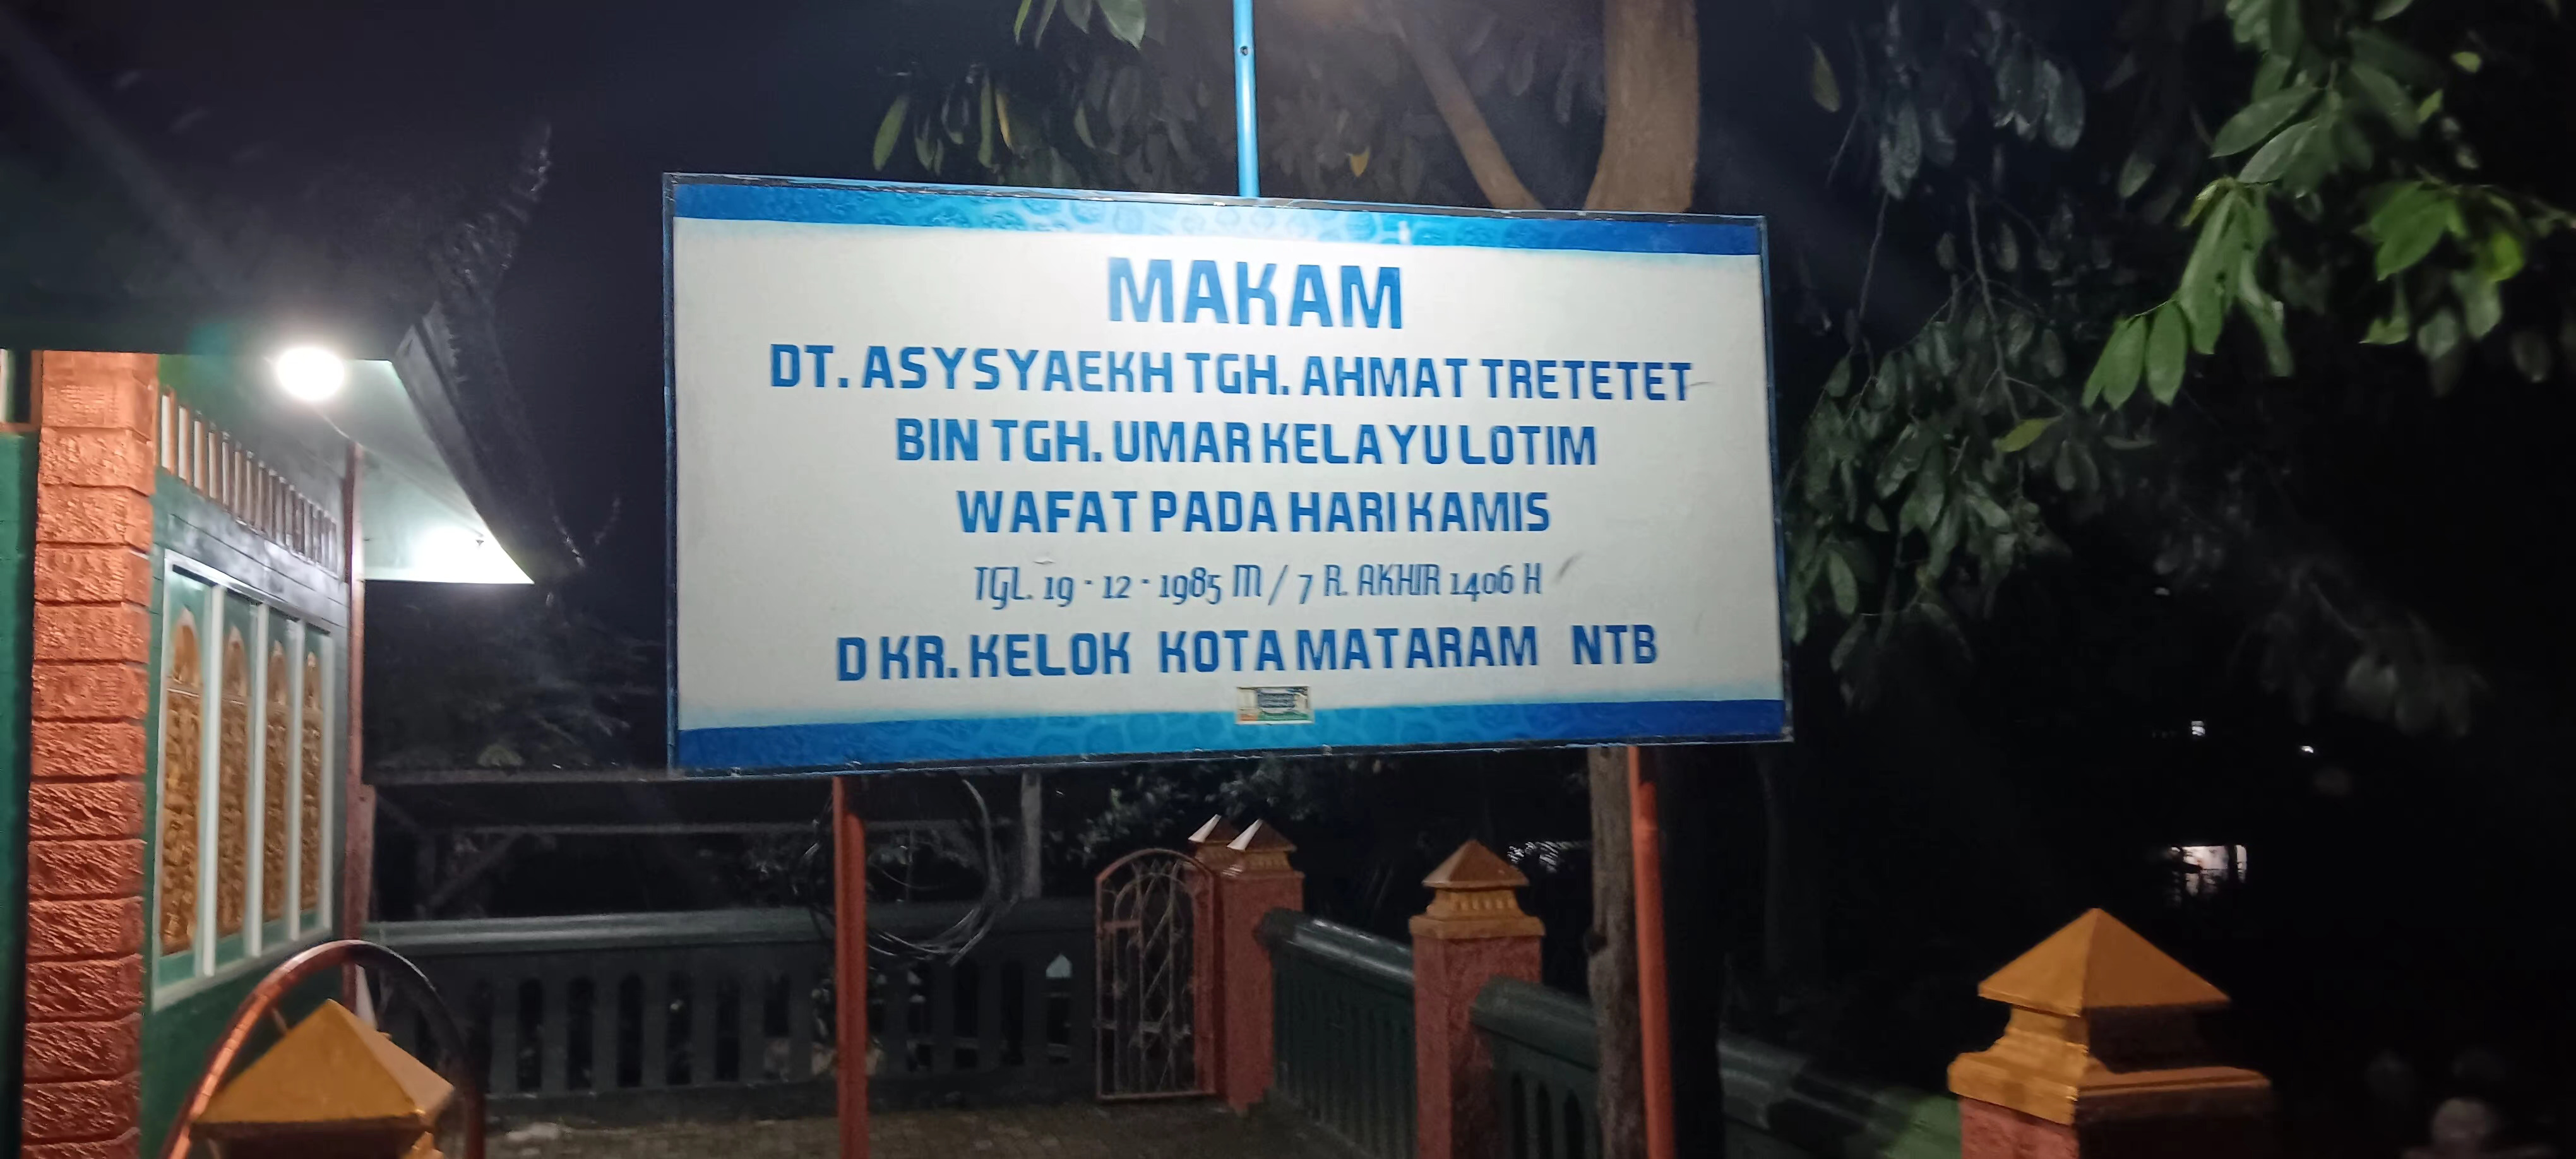 MAKAM
DT. ASYSYAEKH TGH. AHMAT TRETETET
BIN TGH. UMAR KELAYU LOTIM
WAFAT PADA HARI KAMIS
TGL. 19 - 12 - 1985 M / 7 R. AKHIR 1406 H
D KR. KELOK KOTA MATARAM NTB